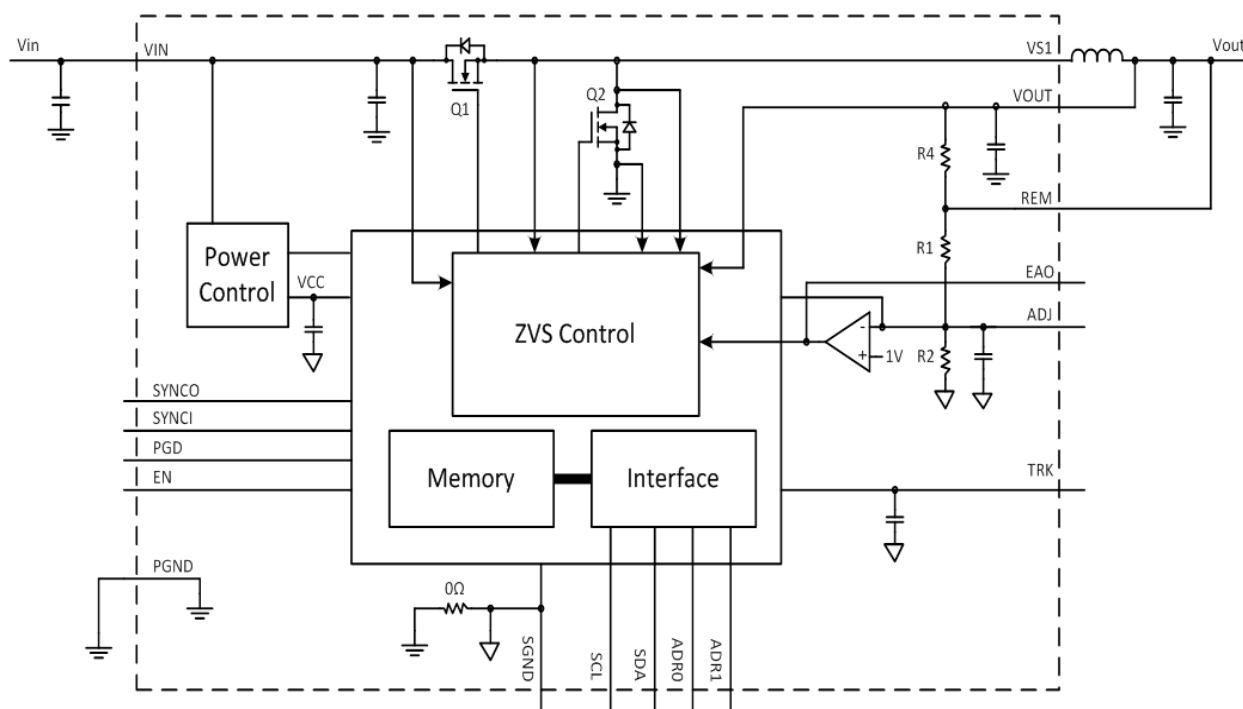 Vin
VIN
VS1
Vout
Q1
Q2
VOUT
R4
REM
R1
EAO
ADJ
Power
Control
VCC
ZVS Control
-
+
1V
R2
SYNCO
SYNCI
PGD
EN
Memory
Interface
TRK
PGND
0Ω
SGND
SCL
SDA
ADR0
ADR1